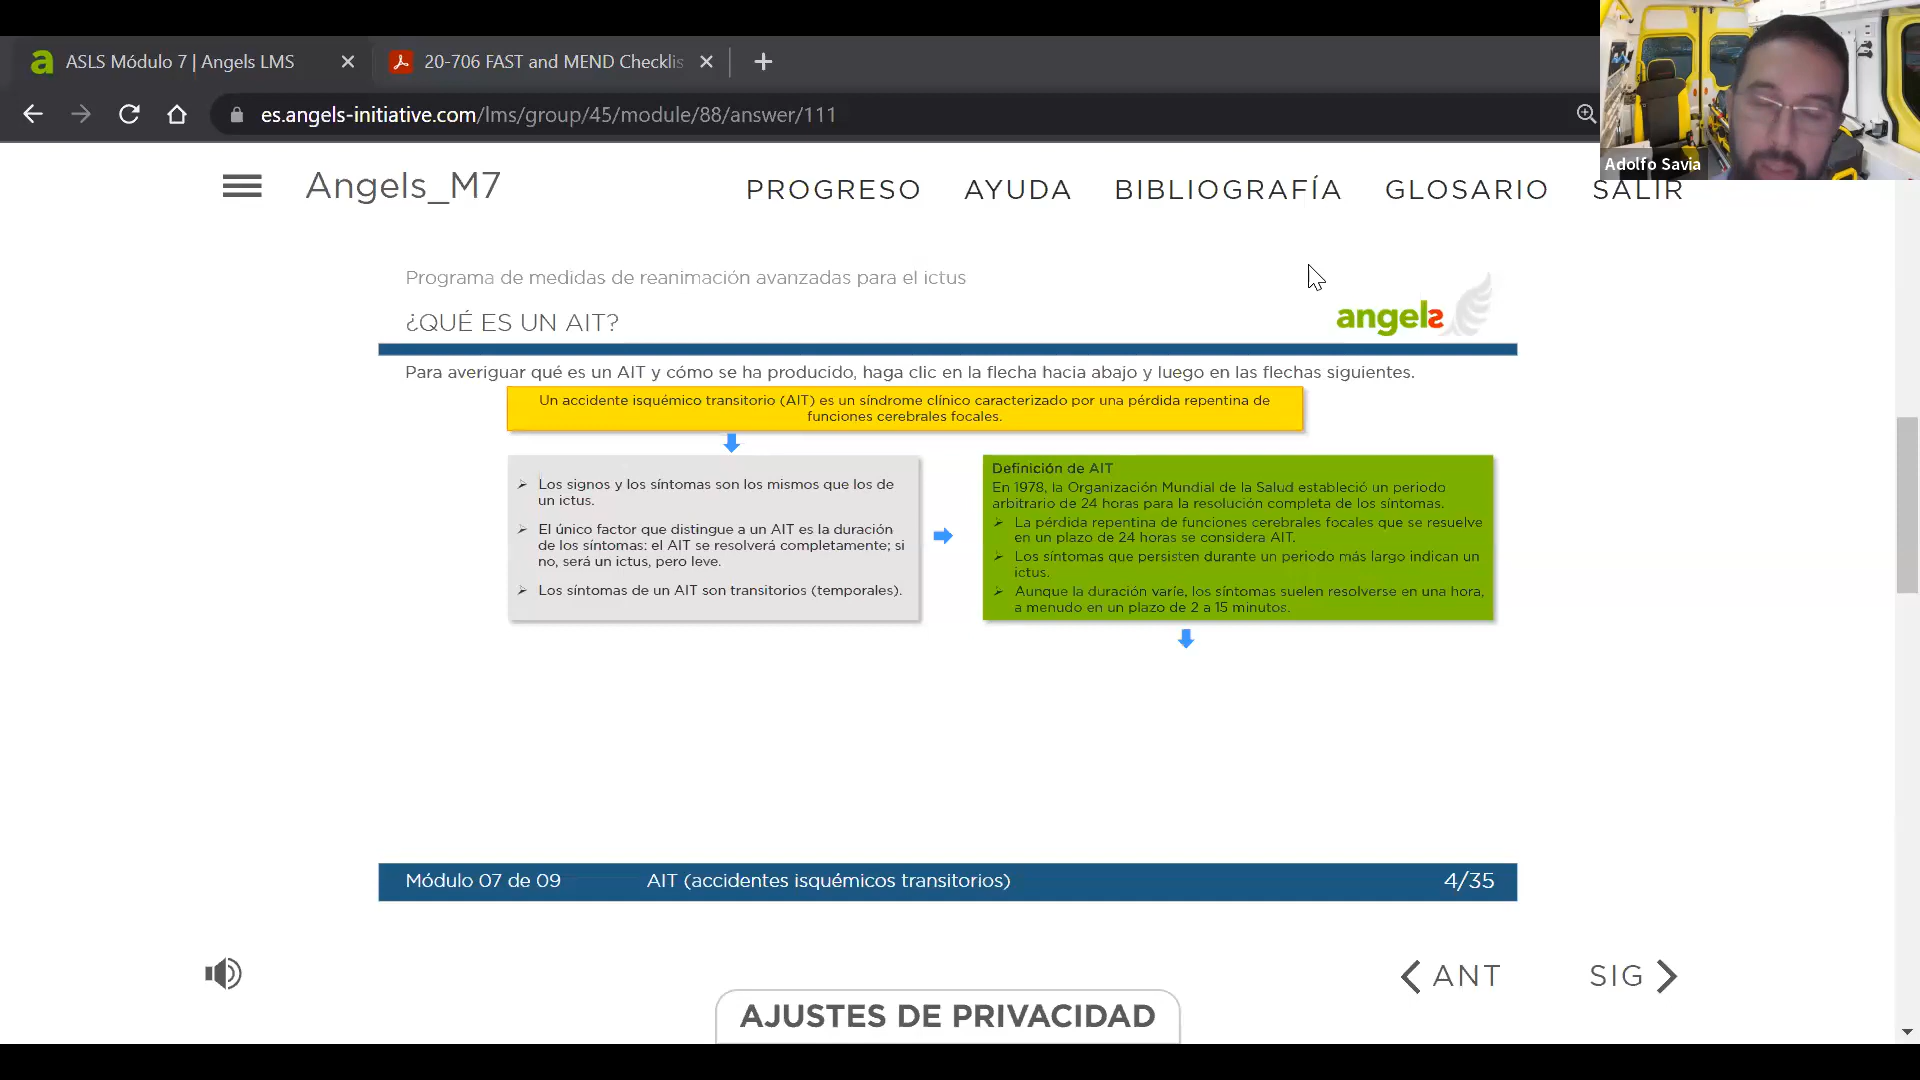 ASLS Módulo 7 | Angels LMS
20-706 FAST and MEND Checklis
es.angels-initiative.com/lms/group/45/module/88/answer/111
Adolfo Savia
Angels_M7
PROGRESO
AYUDA
BIBLIOGRAFÍA
GLOSARIO
SALIR
Programa de medidas de reanimación avanzadas para el ictus
¿QUÉ ES UN AIT?
angels
Para averiguar qué es un AIT y cómo se ha producido, haga clic en la flecha hacia abajo y luego en las flechas siguientes.
Un accidente isquémico transitorio (AIT) es un síndrome clínico caracterizado por una pérdida repentina de
funciones cerebrales focales.
Los signos y los síntomas son los mismos que los de
un ictus.
El único factor que distingue a un AIT es la duración
de los síntomas: el AIT se resolverá completamente; si
no, será un ictus, pero leve.
Los síntomas de un AIT son transitorios (temporales).
Definición de AIT
En 1978, la Organización Mundial de la Salud estableció un periodo
arbitrario de 24 horas para la resolución completa de los síntomas.
La pérdida repentina de funciones cerebrales focales que se resuelve
en un plazo de 24 horas se considera AIT.
Los síntomas que persisten durante un periodo más largo indican un
ictus.
Aunque la duración varíe, los síntomas suelen resolverse en una hora,
a menudo en un plazo de 2 a 15 minutos.
Módulo 07 de 09
AIT (accidentes isquémicos transitorios)
4/35
ANT
SIG
AJUSTES DE PRIVACIDAD